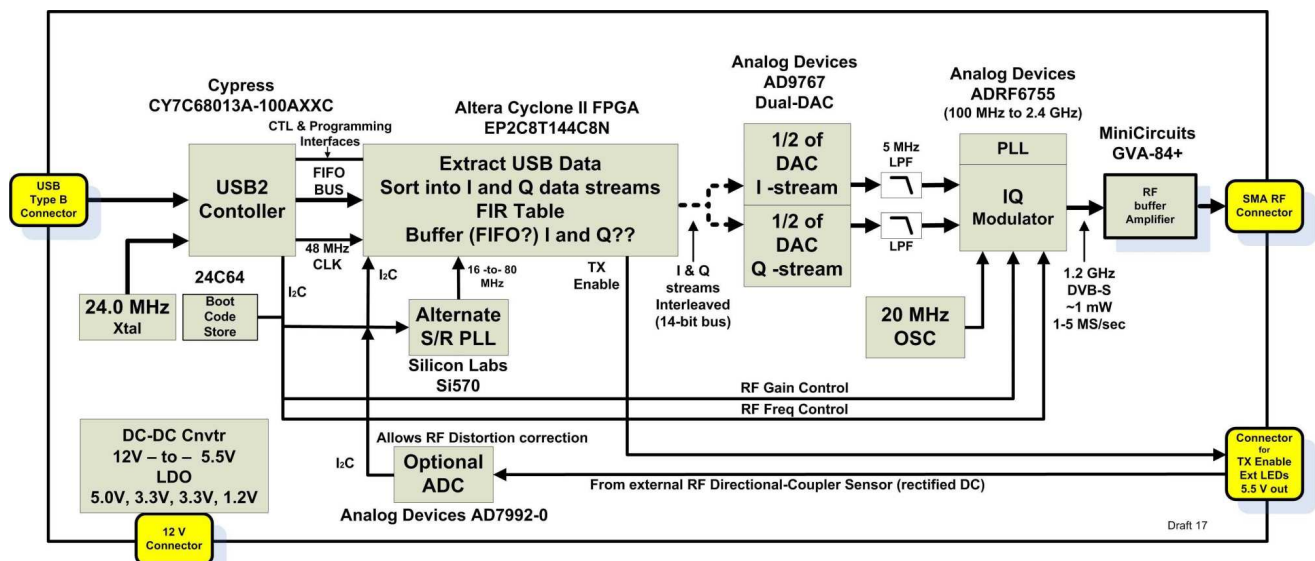 Cypress
CY7C68013A-100AXXC
CTL & Programming
Interfaces
FIFO
BUS
48 MHz
CLK
USB
Type B
Connector
USB2
Contoller
24.0 MHz
Xtal
24C64
Boot
Code
Store
I2C
Altera Cyclone II FPGA
EP2C8T144C8N
Extract USB Data
Sort into I and Q data streams
FIR Table
Buffer (FIFO?) I and Q??
I2C
16 -to- 80
MHz
TX
Enable
Alternate
S/R PLL
Silicon Labs
Si570
I & Q
streams
Interleaved
(14-bit bus)
Analog Devices
AD9767
Dual-DAC
1/2 of
DAC
I -stream
1/2 of
DAC
Q -stream
5 MHz
LPF
LPF
Analog Devices
ADRF6755
(100 MHz to 2.4 GHz)
PLL
IQ
Modulator
20 MHz
OSC
MiniCircuits
GVA-84+
RF
buffer
Amplifier
1.2 GHz
DVB-S
~1 mW
1-5 MS/sec
SMA RF
Connector
RF Gain Control
RF Freq Control
DC-DC Cnvtr
12V – to – 5.5V
LDO
5.0V, 3.3V, 3.3V, 1.2V
12 V
Connector
Allows RF Distortion correction
I2C
Optional
ADC
Analog Devices AD7992-0
From external RF Directional-Coupler Sensor (rectified DC)
Connector
for
TX Enable
Ext LEDs
5.5 V out
Draft 17